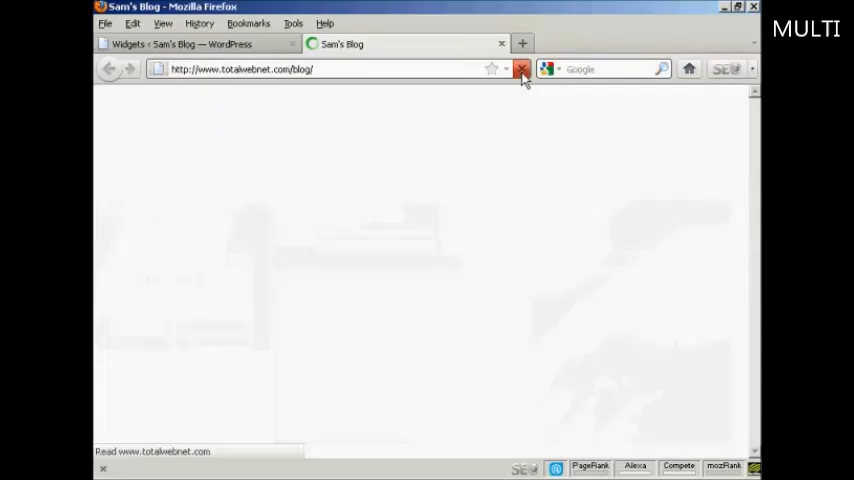 Sam's Blog - Mozilla Firefox
MULTI
File Edit View History Bookmarks Tools Help
Widgets ‹ Sam's Blog — WordPress
Sam's Blog
http://www.totalwebnet.com/blog/
Google
SEO
Read www.totalwebnet.com
SEO
PageRank
Alexa
Compete
mozRank